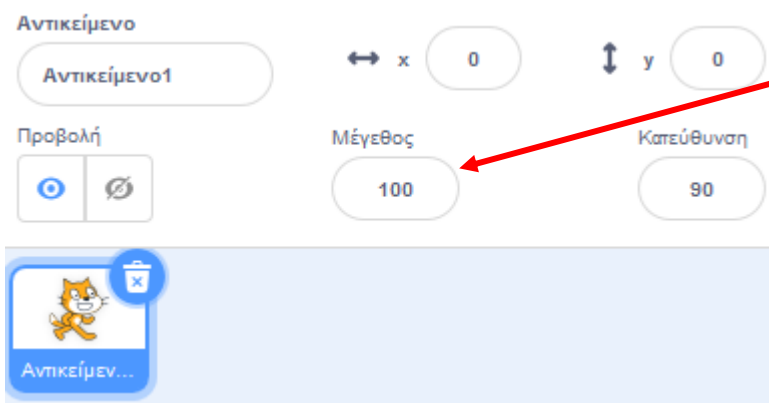 Αντικείμενο
Αντικείμενο1
x 0
y 0
Προβολή
Μέγεθος
Κατεύθυνση
100
90
Αντικείμεν...